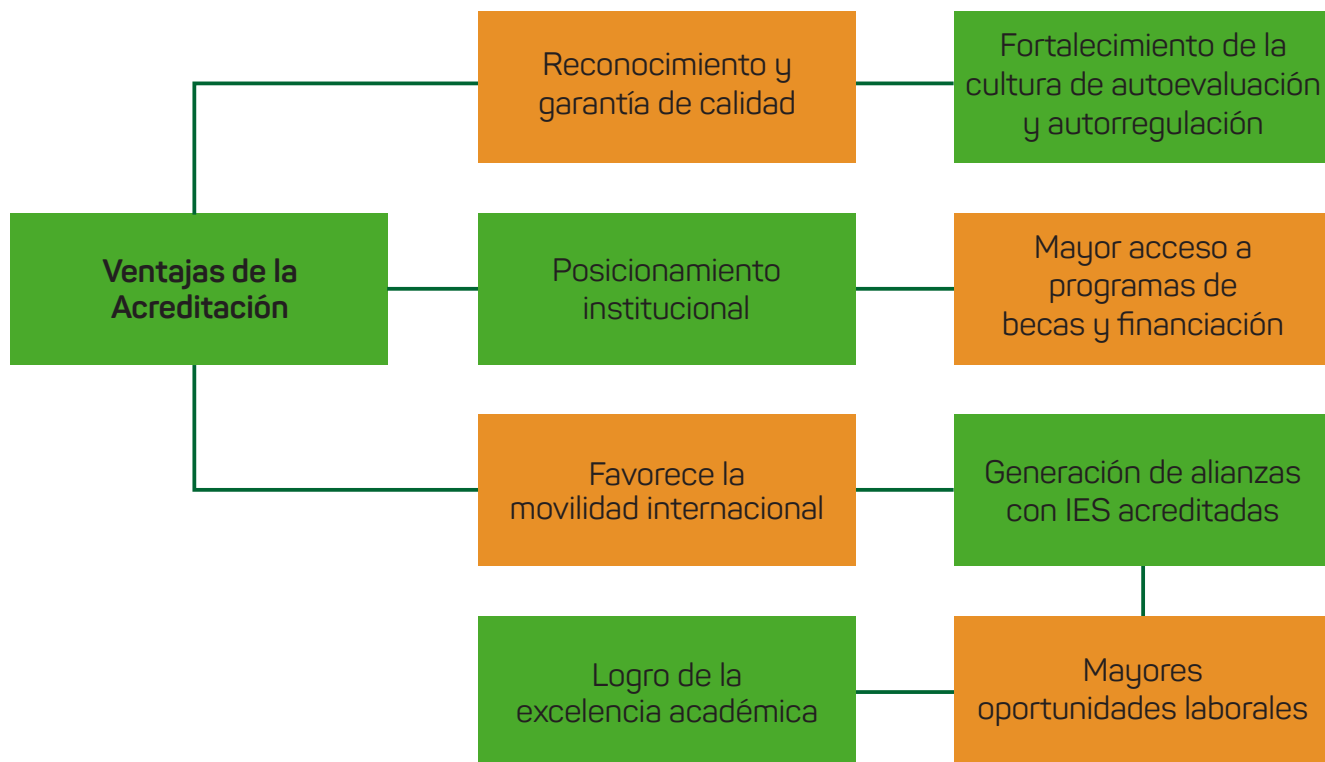 Reconocimiento y
garantía de calidad
Fortalecimiento de la
cultura de autoevaluación
y autorregulación
Ventajas de la
Acreditación
Posicionamiento
institucional
Mayor acceso a
programas de
becas y financiación
Favorece la
movilidad internacional
Generación de alianzas
con IES acreditadas
Logro de la
excelencia académica
Mayores
oportunidades laborales